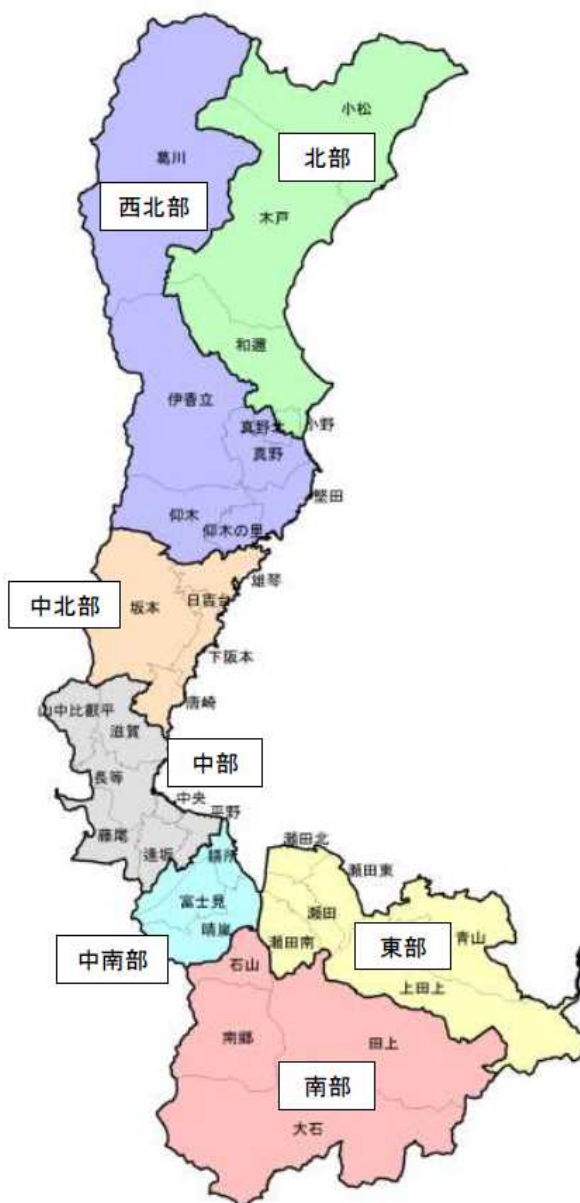 小松
北部
葛川
西北部
木戸
和邇
伊香立
真野北
小野
真野
堅田
仰木
仰木の里
雄琴
日吉台
中北部
坂本
下阪本
唐崎
山中比叡平
滋賀
中部
長等
中央
平野
藤尾
逢坂
膳所
瀬田北
瀬田東
富士見
瀬田
青山
晴嵐
瀬田南
東部
中南部
石山
上田上
南郷
田上
南部
大石